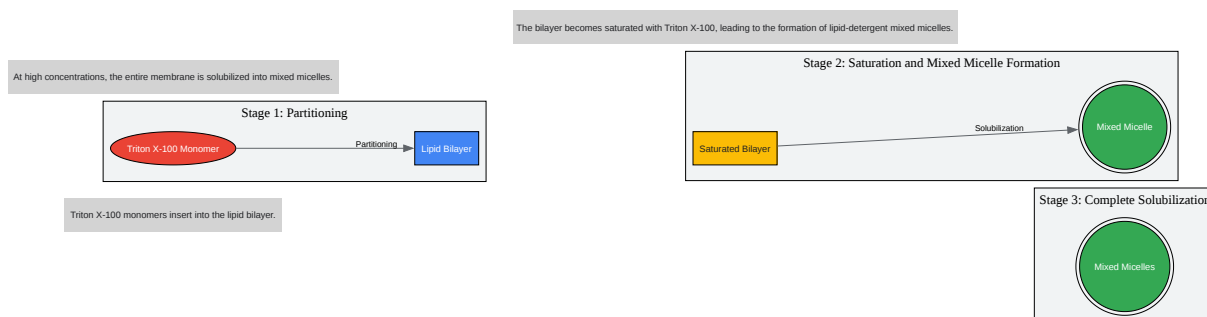 The bilayer becomes saturated with Triton X-100, leading to the formation of lipid-detergent mixed micelles.
At high concentrations, the entire membrane is solubilized into mixed micelles.
Stage 1: Partitioning
Triton X-100 Monomer
Partitioning
Lipid Bilayer
Triton X-100 monomers insert into the lipid bilayer.
Stage 2: Saturation and Mixed Micelle Formation
Saturated Bilayer
Solubilization
Mixed Micelle
Stage 3: Complete Solubilization
Mixed Micelles